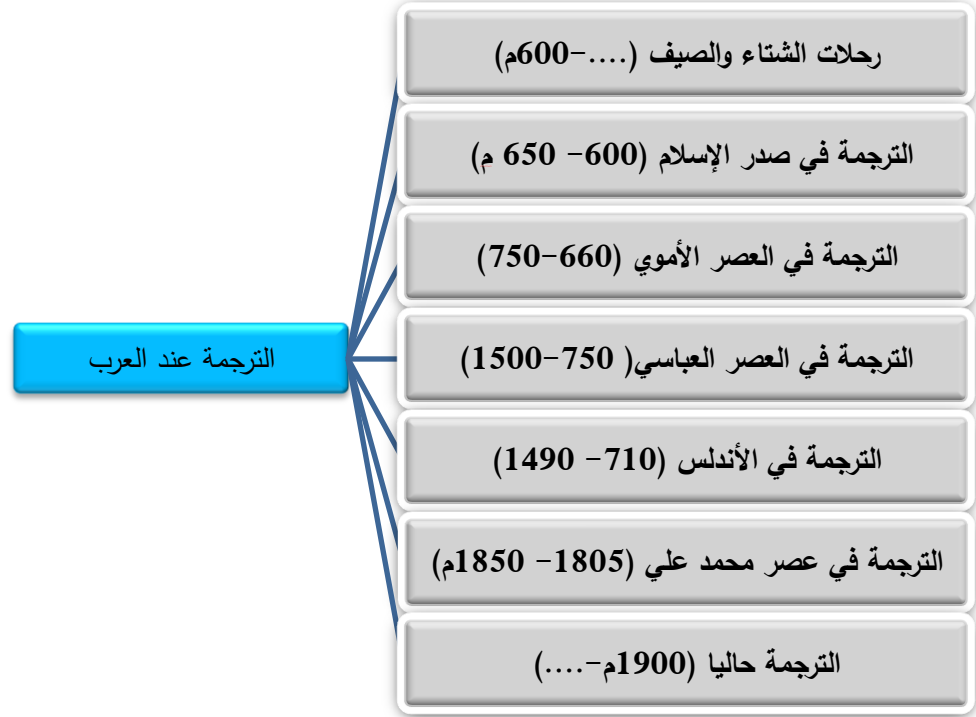 رحلات الشتاء والصيف (....-600م)
الترجمة في صدر الإسلام (600- 650 م)
الترجمة في العصر الأموي (660-750)
الترجمة عند العرب
الترجمة في العصر العباسي( 750-1500)
الترجمة في الأندلس (710- 1490)
الترجمة في عصر محمد علي (1805- 1850م)
الترجمة حاليا (1900م-....)